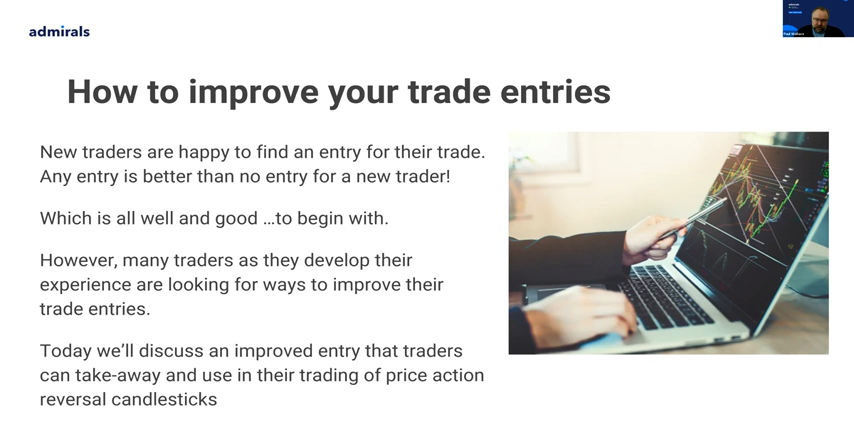 admirals
How to improve your trade entries
New traders are happy to find an entry for their trade.
Any entry is better than no entry for a new trader!
Which is all well and good ...to begin with.
However, many traders as they develop their
experience are looking for ways to improve their
trade entries.
Today we’ll discuss an improved entry that traders
can take-away and use in their trading of price action
reversal candlesticks
admirals